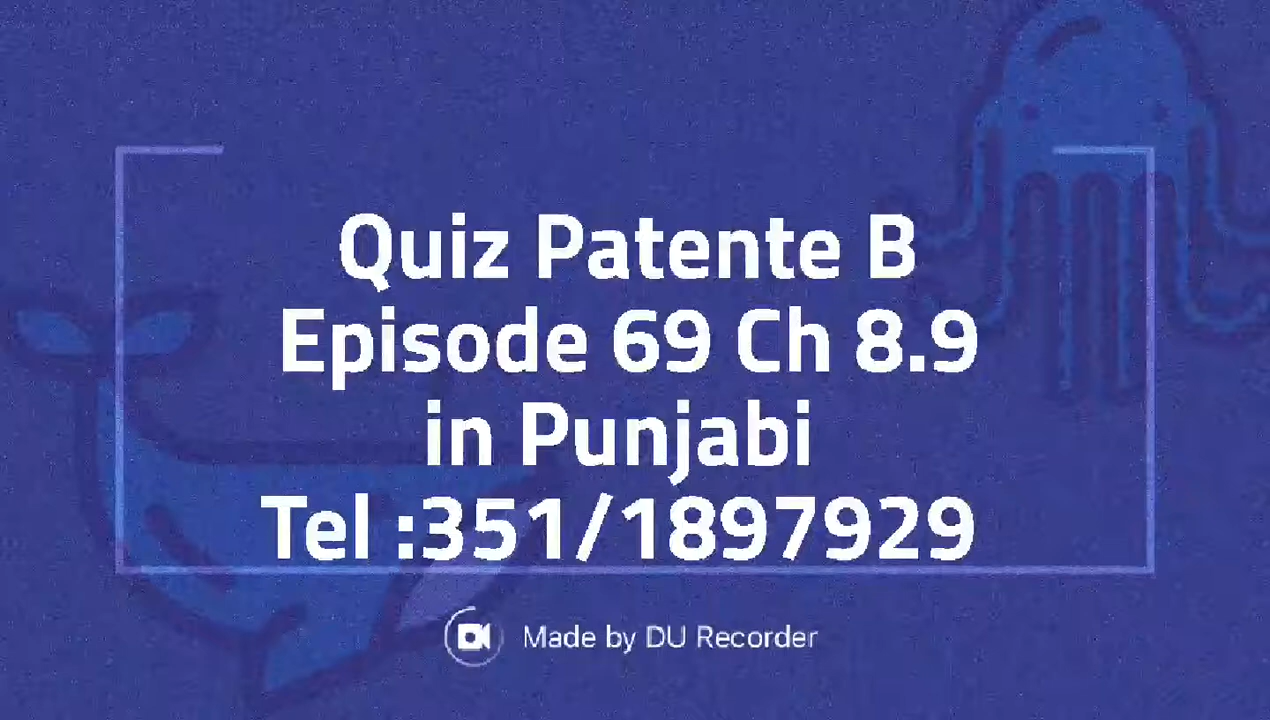 Quiz Patente B
Episode 69 Ch 8.9
in Punjabi
Tel :351/1897929
Made by DU Recorder